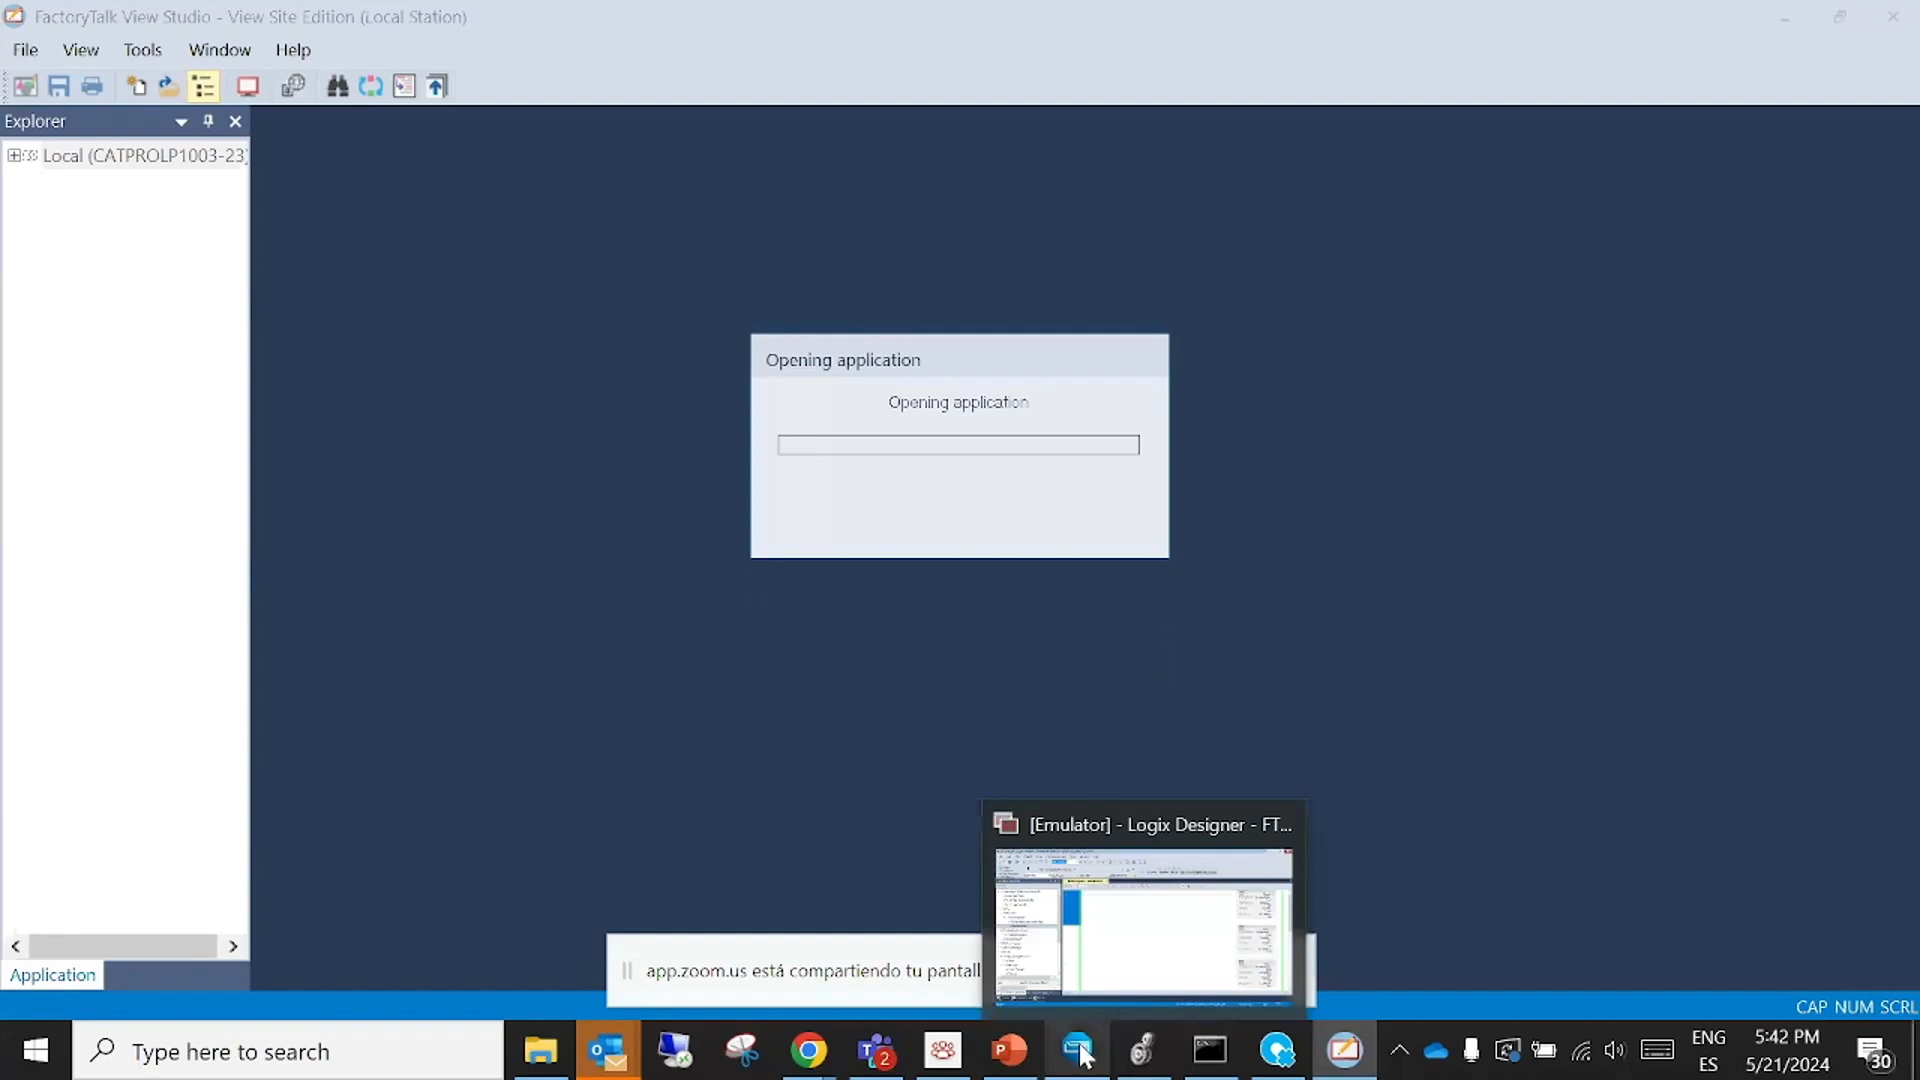 FactoryTalk View Studio - View Site Edition (Local Station)
File View Tools Window Help
Explorer
Local (CATPROLP1003-23)
Opening application
Opening application
[Emulator] - Logix Designer - FT...
app.zoom.us está compartiendo tu pantall
Application
CAP NUM SCRL
Type here to search
2
ENG
ES
5:42 PM
5/21/2024
30